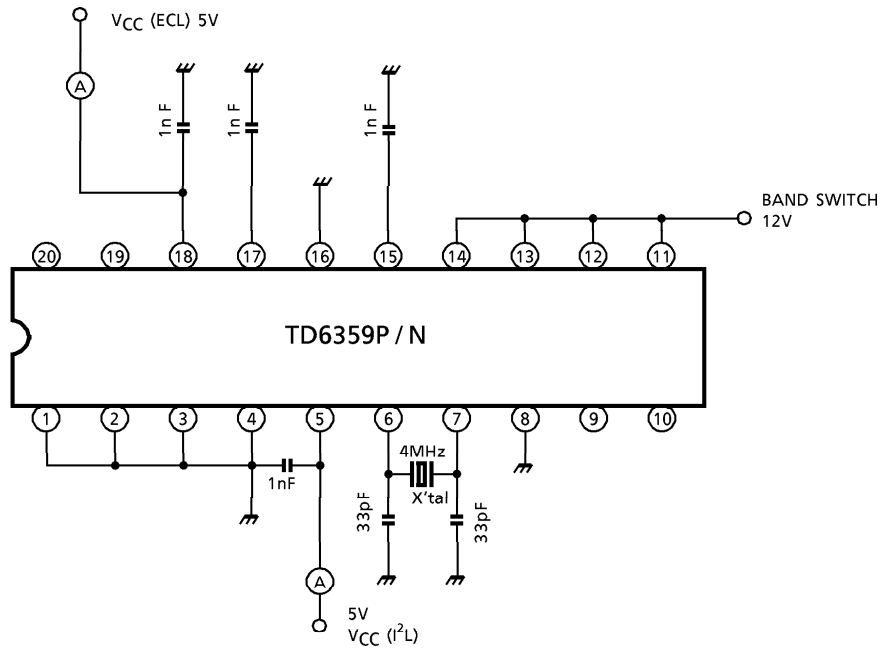 VCC (ECL) 5V
A
1n F
1n F
1n F
BAND SWITCH
12V
20 19 18 17 16 15 14 13 12 11
TD6359P / N
1 2 3 4 5 6 7 8 9 10
1nF
4MHz
X'tal
33pF
33pF
A
5V
VCC (I²L)